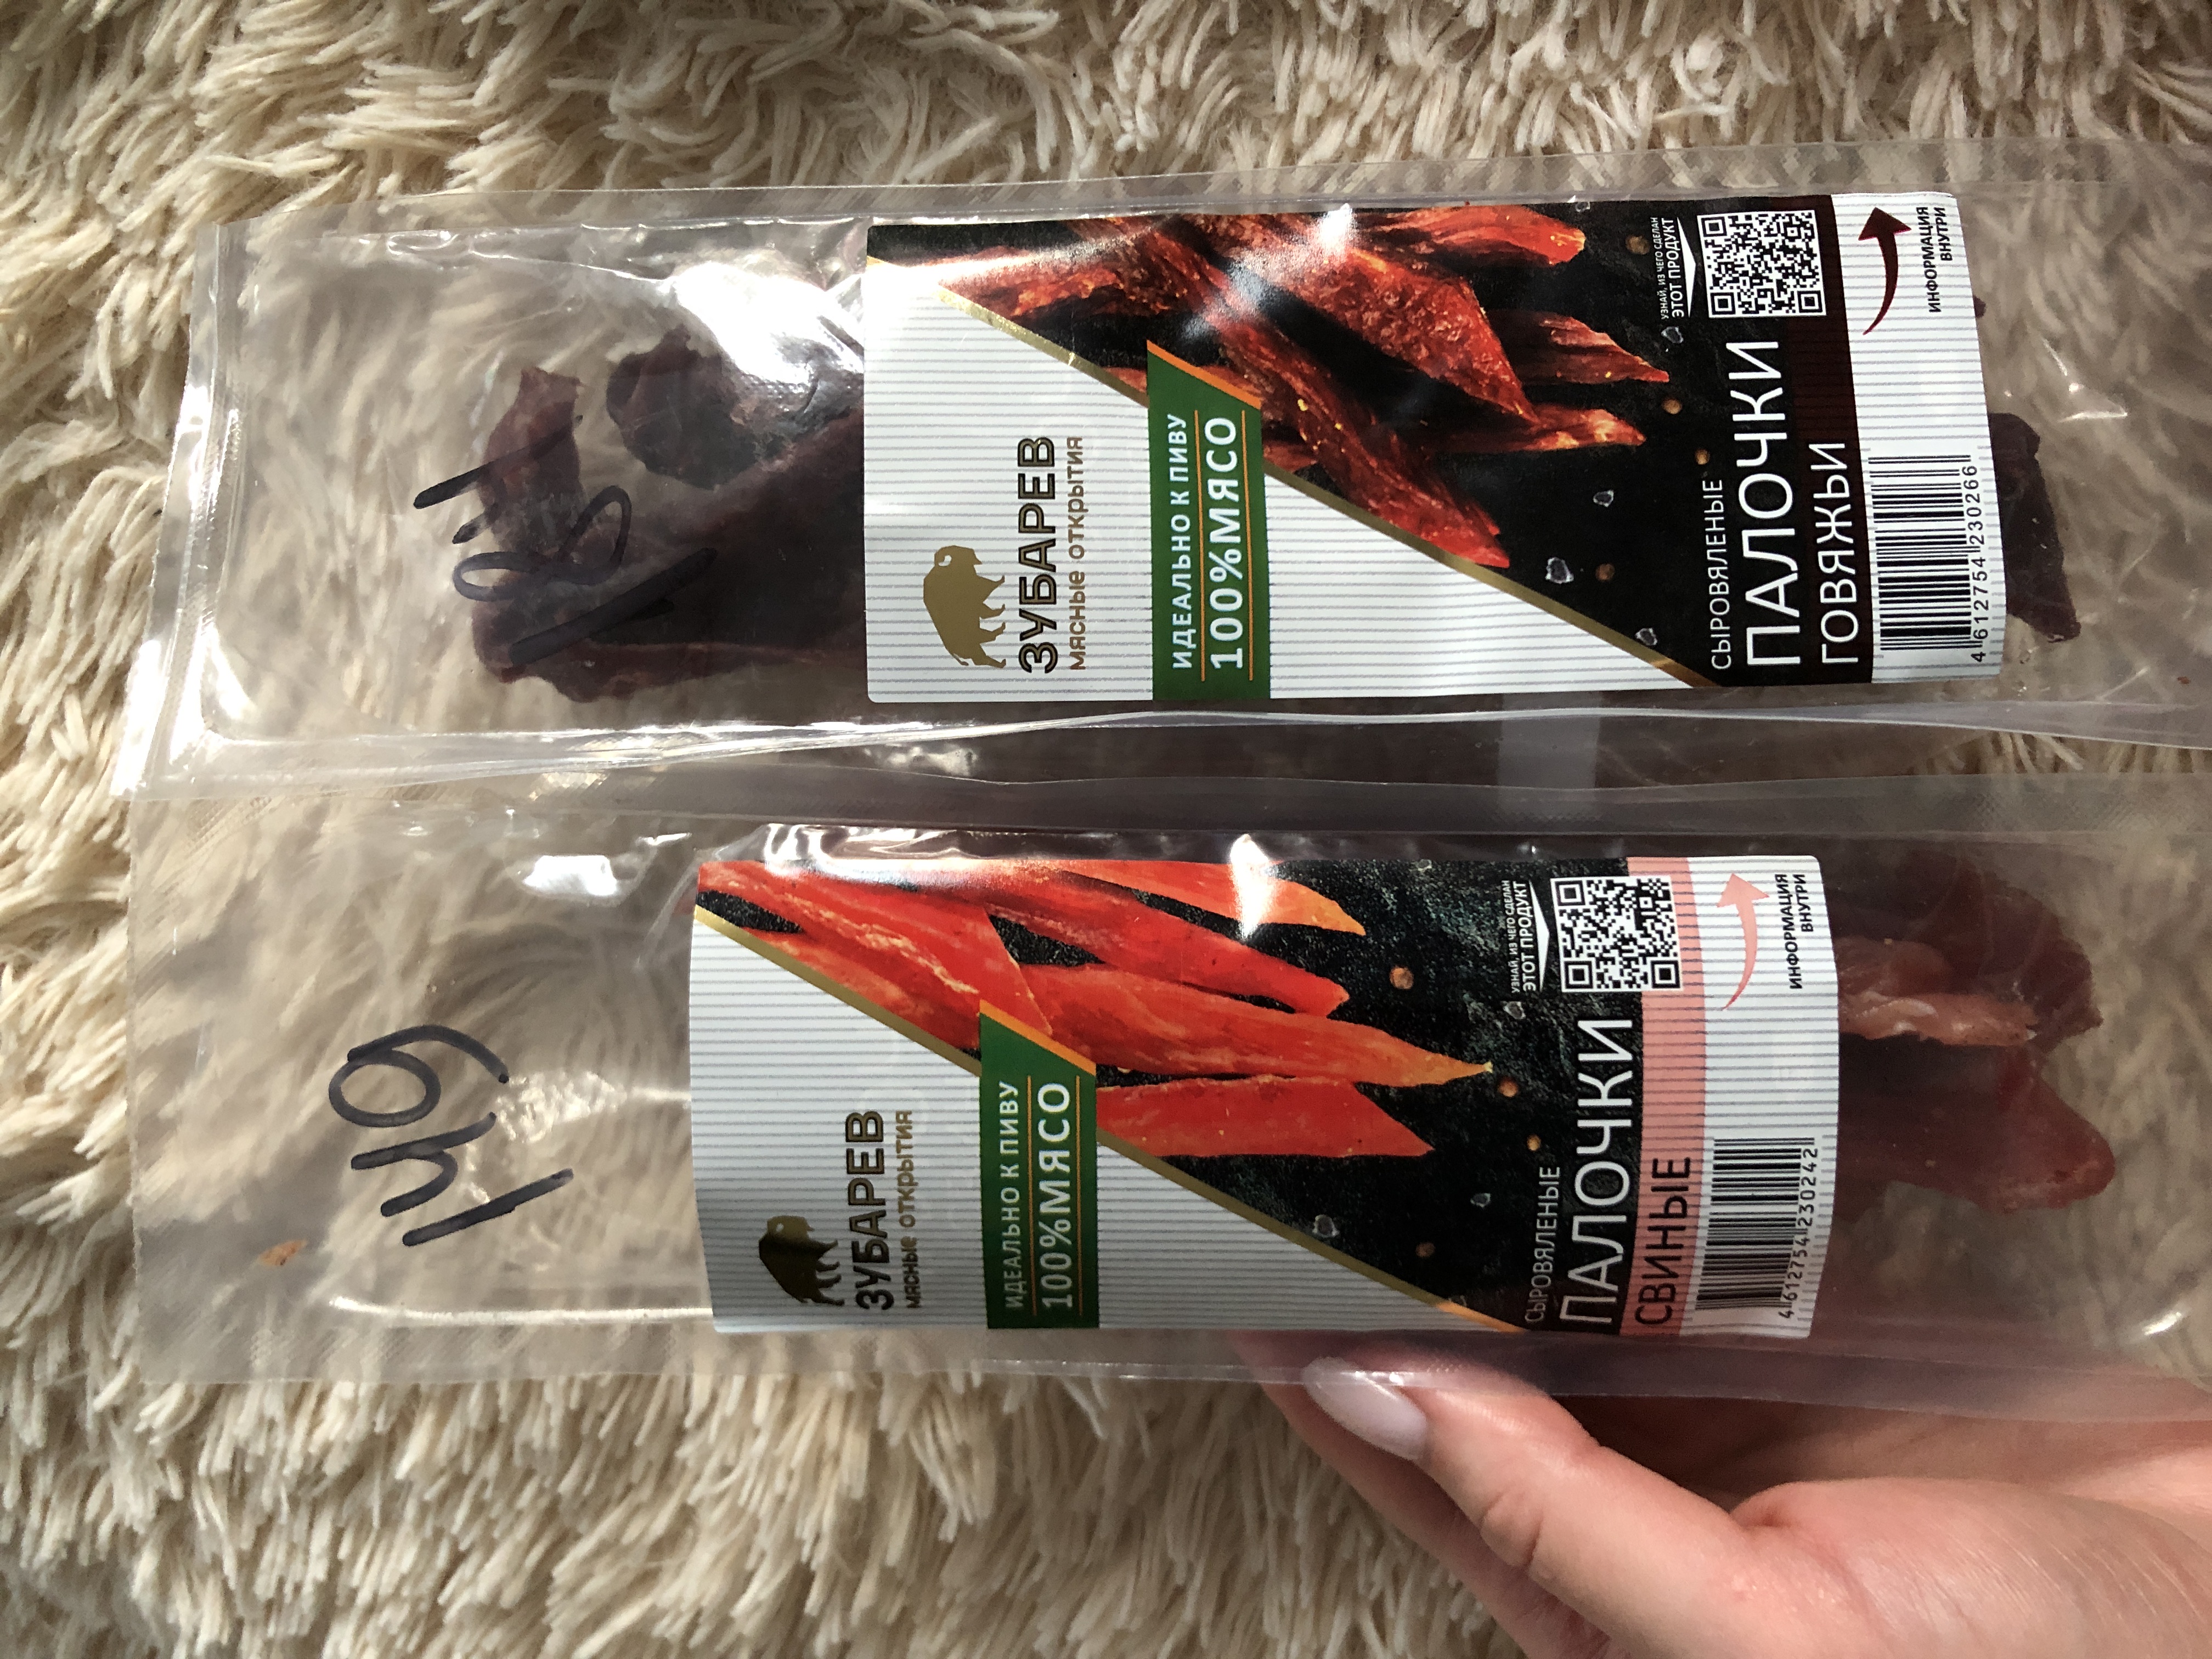 ЗУБАРЕВ
МЯСНЫЕ ОТКРЫТИЯ
ИДЕАЛЬНО К ПИВУ
100%МЯСО
УЗНАЙ, ИЗ ЧЕГО СДЕЛАН
ЭТОТ ПРОДУКТ
СЫРОВЯЛЕНЫЕ
ПАЛОЧКИ
ГОВЯЖЬИ
ИНФОРМАЦИЯ
ВНУТРИ
4612754230266
149
ЗУБАРЕВ
МЯСНЫЕ ОТКРЫТИЯ
ИДЕАЛЬНО К ПИВУ
100%МЯСО
УЗНАЙ, ИЗ ЧЕГО СДЕЛАН
ЭТОТ ПРОДУКТ
СЫРОВЯЛЕНЫЕ
ПАЛОЧКИ
СВИНЫЕ
ИНФОРМАЦИЯ
ВНУТРИ
4612754230242